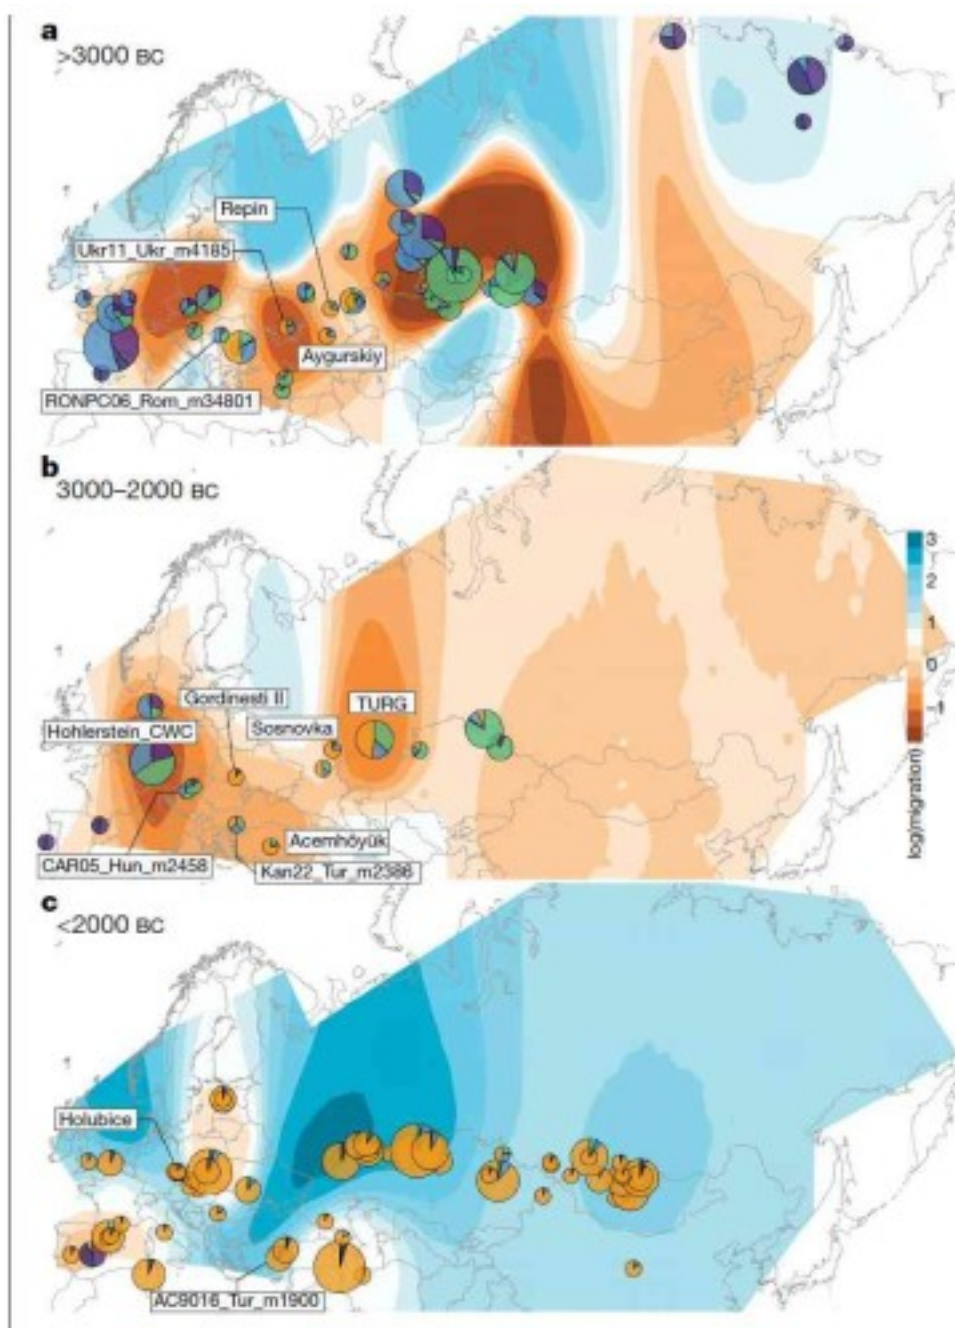 a
>3000 BC
Repin
Ukr11_Ukr_m4185
Aygurskiy
RONPC06_Rom_m34801
b
3000–2000 BC
Gordinesti II
Hohlerstein_CWC
Sosnovka
TURG
CAR05_Hun_m2458
Acemhöyük
Kan22_Tur_m2386
3
2
1
0
–1
log(migration)
c
<2000 BC
Holubice
AC9016_Tur_m1900